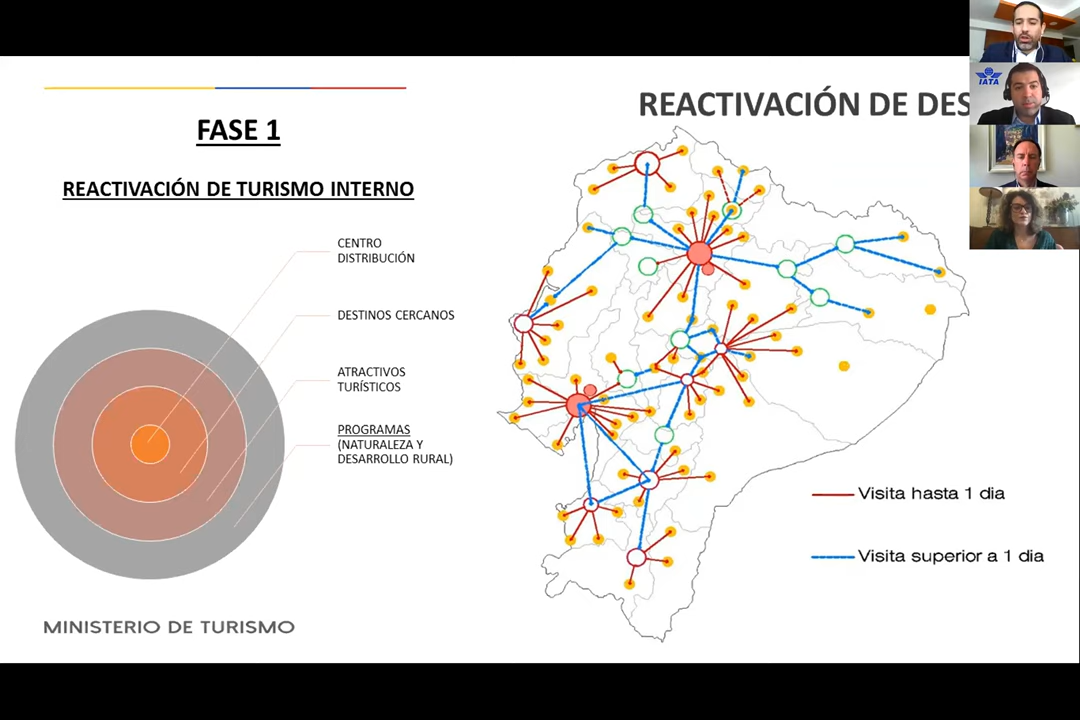 FASE 1
REACTIVACIÓN DE TURISMO INTERNO
CENTRO
DISTRIBUCIÓN
DESTINOS CERCANOS
ATRACTIVOS
TURÍSTICOS
PROGRAMAS
(NATURALEZA Y
DESARROLLO RURAL)
MINISTERIO DE TURISMO
REACTIVACIÓN DE DES
Visita hasta 1 dia
Visita superior a 1 dia
IATA